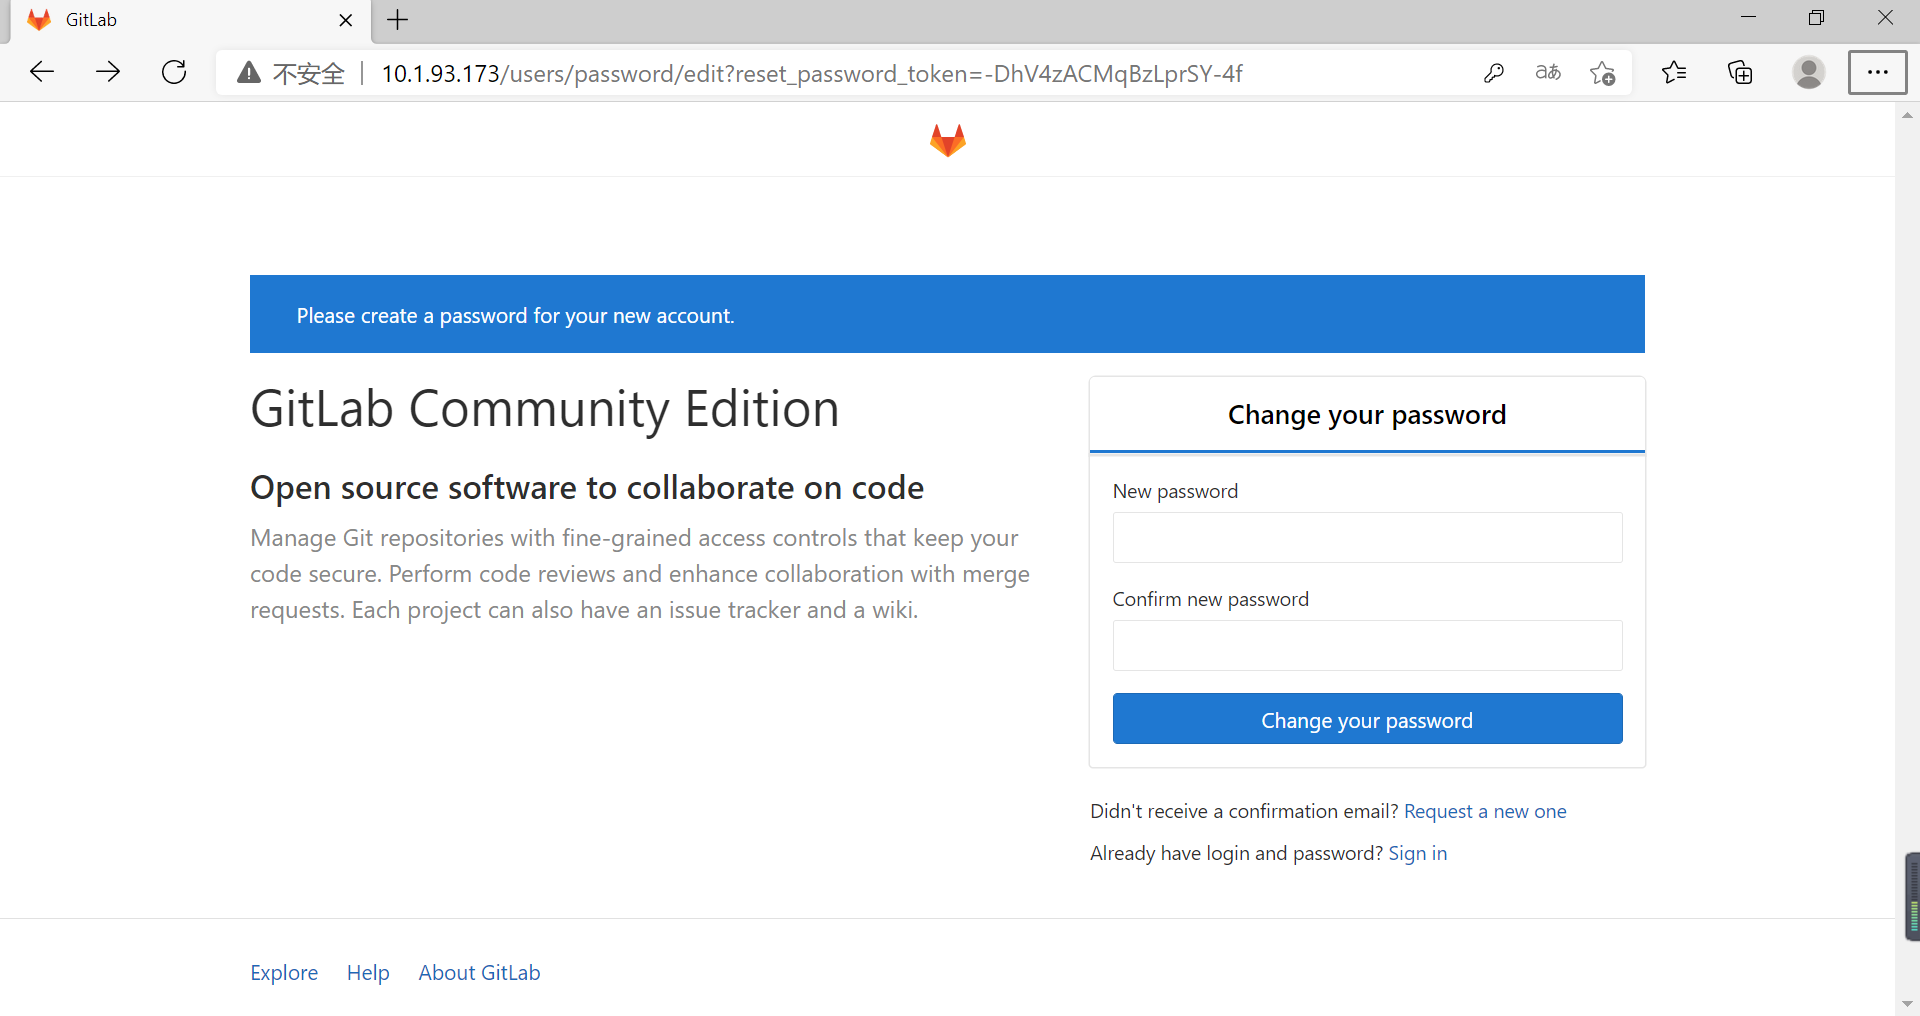 GitLab
不安全 | 10.1.93.173/users/password/edit?reset_password_token=-DhV4zACMqBzLprSY-4f
aあ
Please create a password for your new account.
GitLab Community Edition
Open source software to collaborate on code
Manage Git repositories with fine-grained access controls that keep your
code secure. Perform code reviews and enhance collaboration with merge
requests. Each project can also have an issue tracker and a wiki.
Change your password
New password
Confirm new password
Change your password
Didn't receive a confirmation email? Request a new one
Already have login and password? Sign in
Explore Help About GitLab